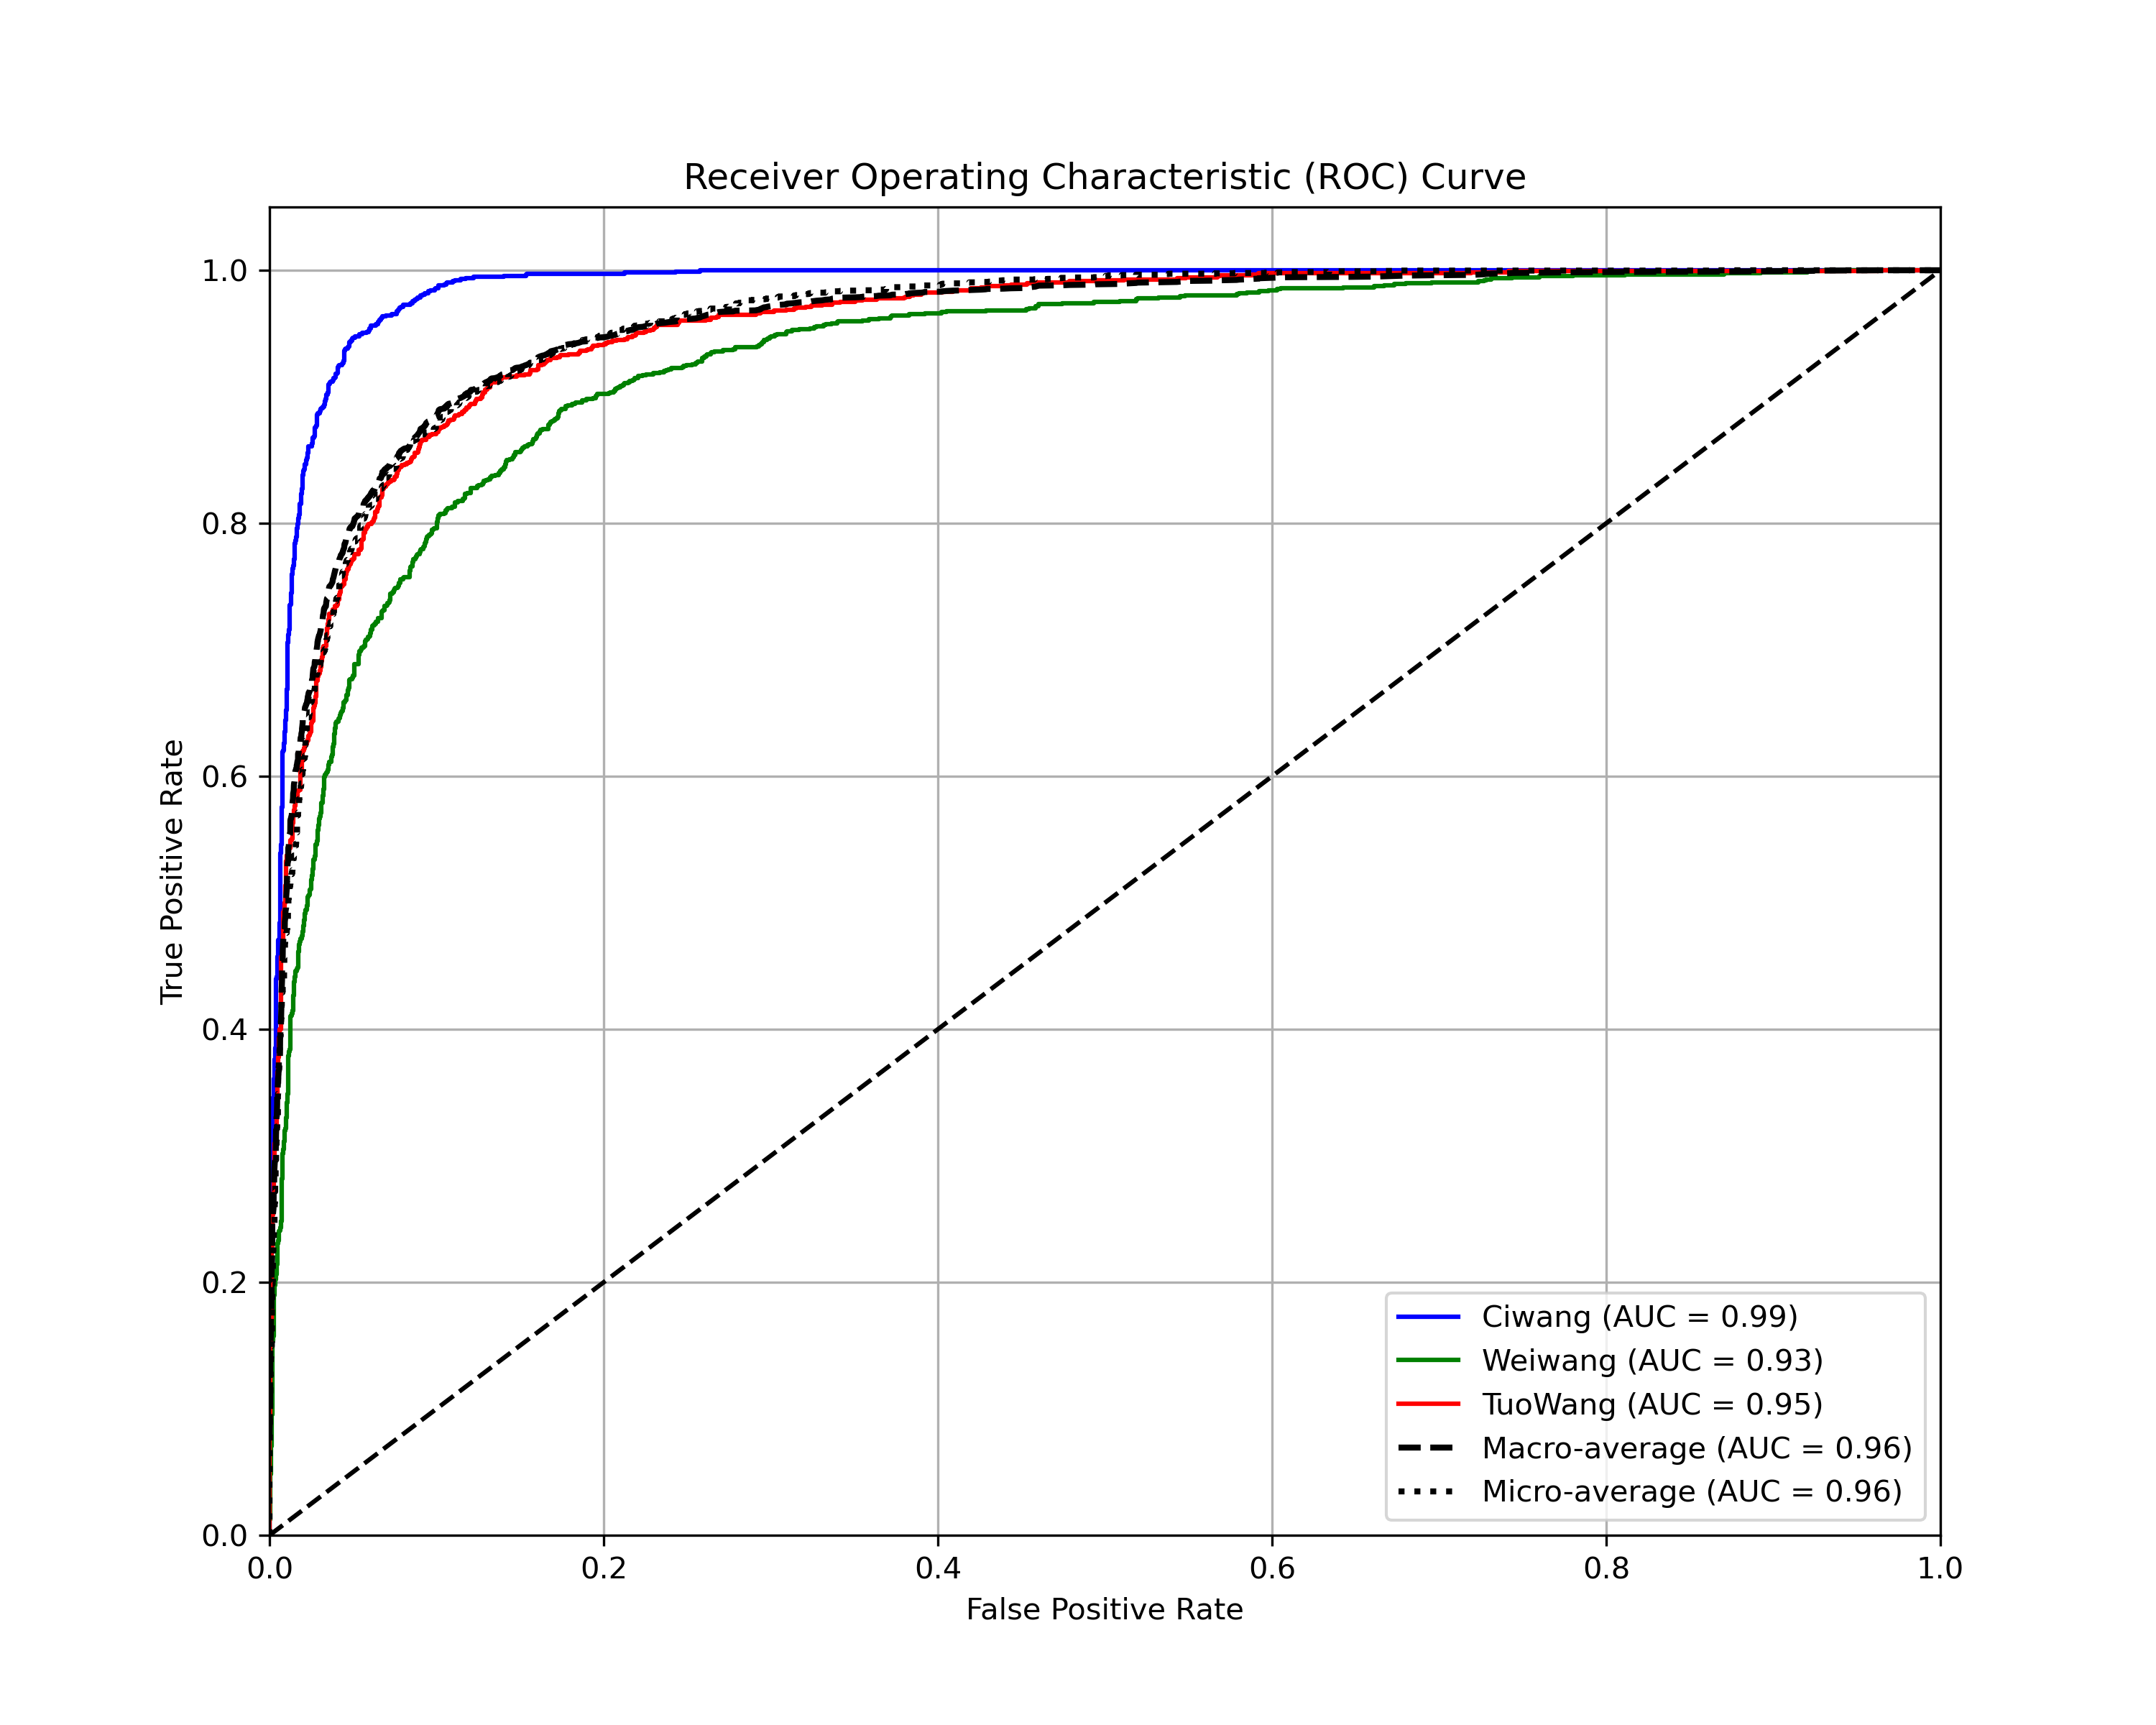 Receiver Operating Characteristic (ROC) Curve
True Positive Rate
1.0
0.8
0.6
0.4
0.2
0.0
0.0 0.2 0.4 0.6 0.8 1.0
False Positive Rate
Ciwang (AUC = 0.99)
Weiwang (AUC = 0.93)
TuoWang (AUC = 0.95)
Macro-average (AUC = 0.96)
Micro-average (AUC = 0.96)